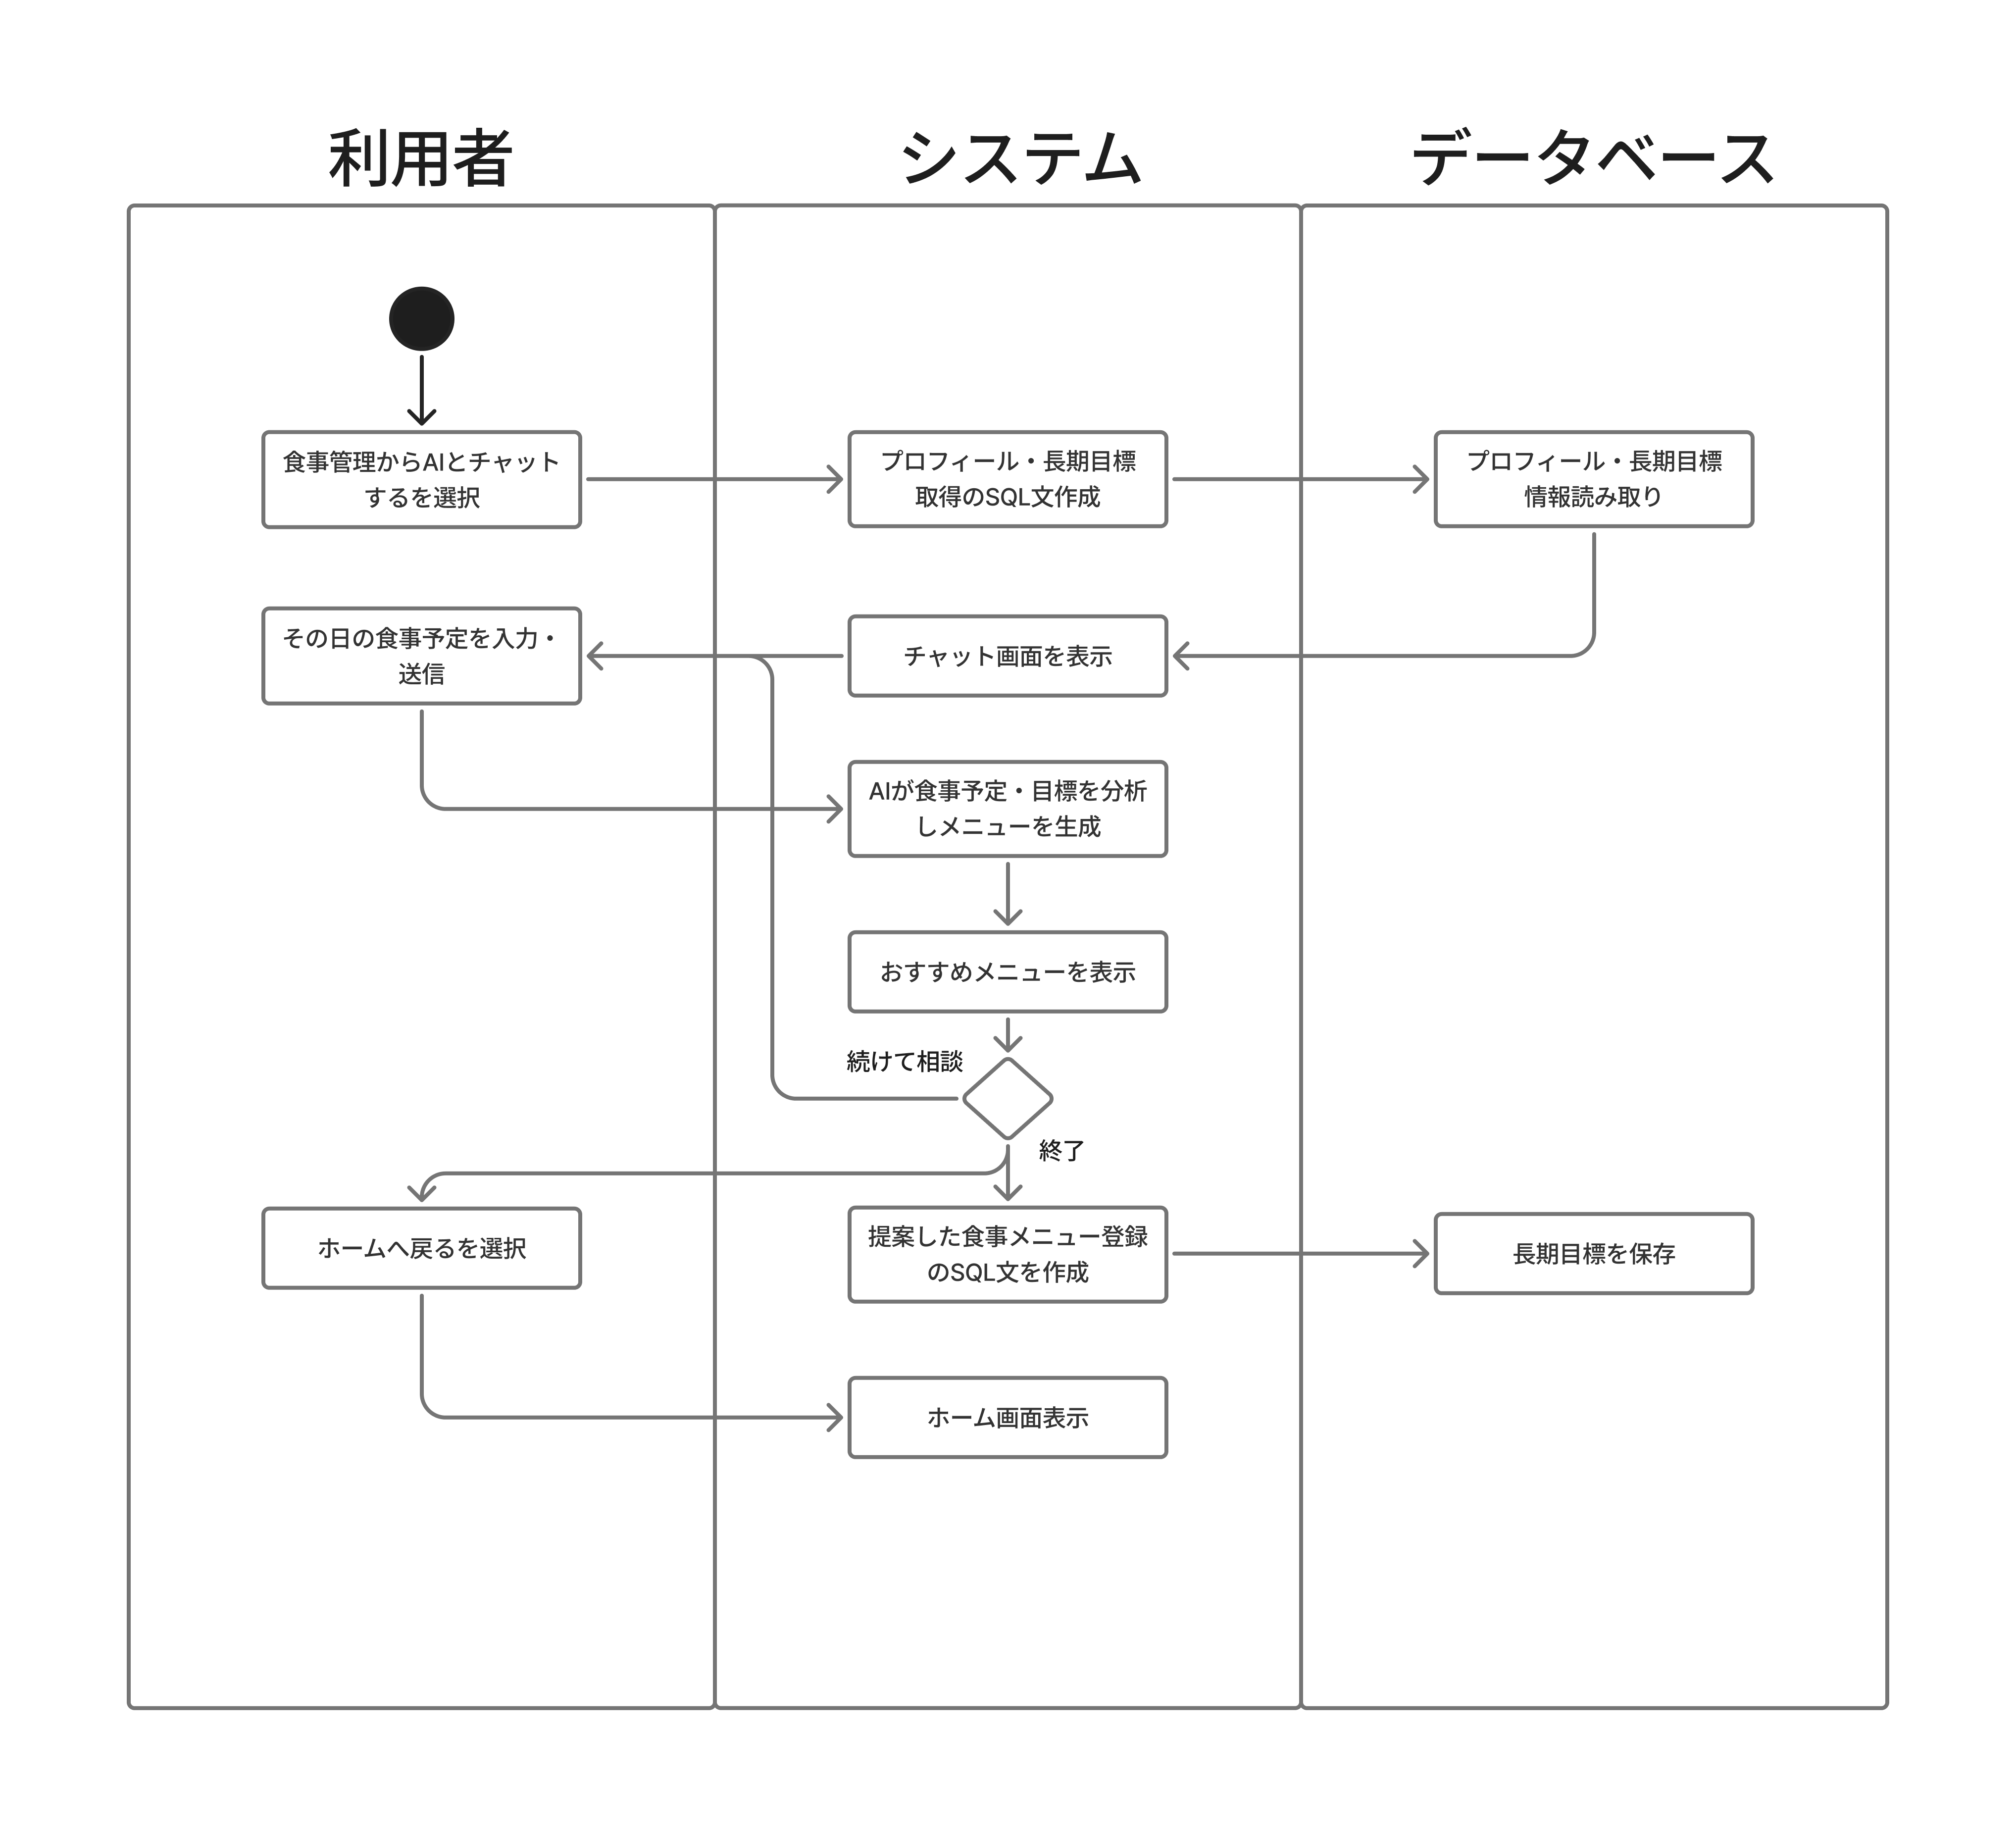 利用者
システム
データベース
食事管理からAIとチャット
するを選択
プロフィール・長期目標
取得のSQL文作成
プロフィール・長期目標
情報読み取り
その日の食事予定を入力・
送信
チャット画面を表示
AIが食事予定・目標を分析
しメニューを生成
おすすめメニューを表示
続けて相談
終了
ホームへ戻るを選択
提案した食事メニュー登録
のSQL文を作成
長期目標を保存
ホーム画面表示